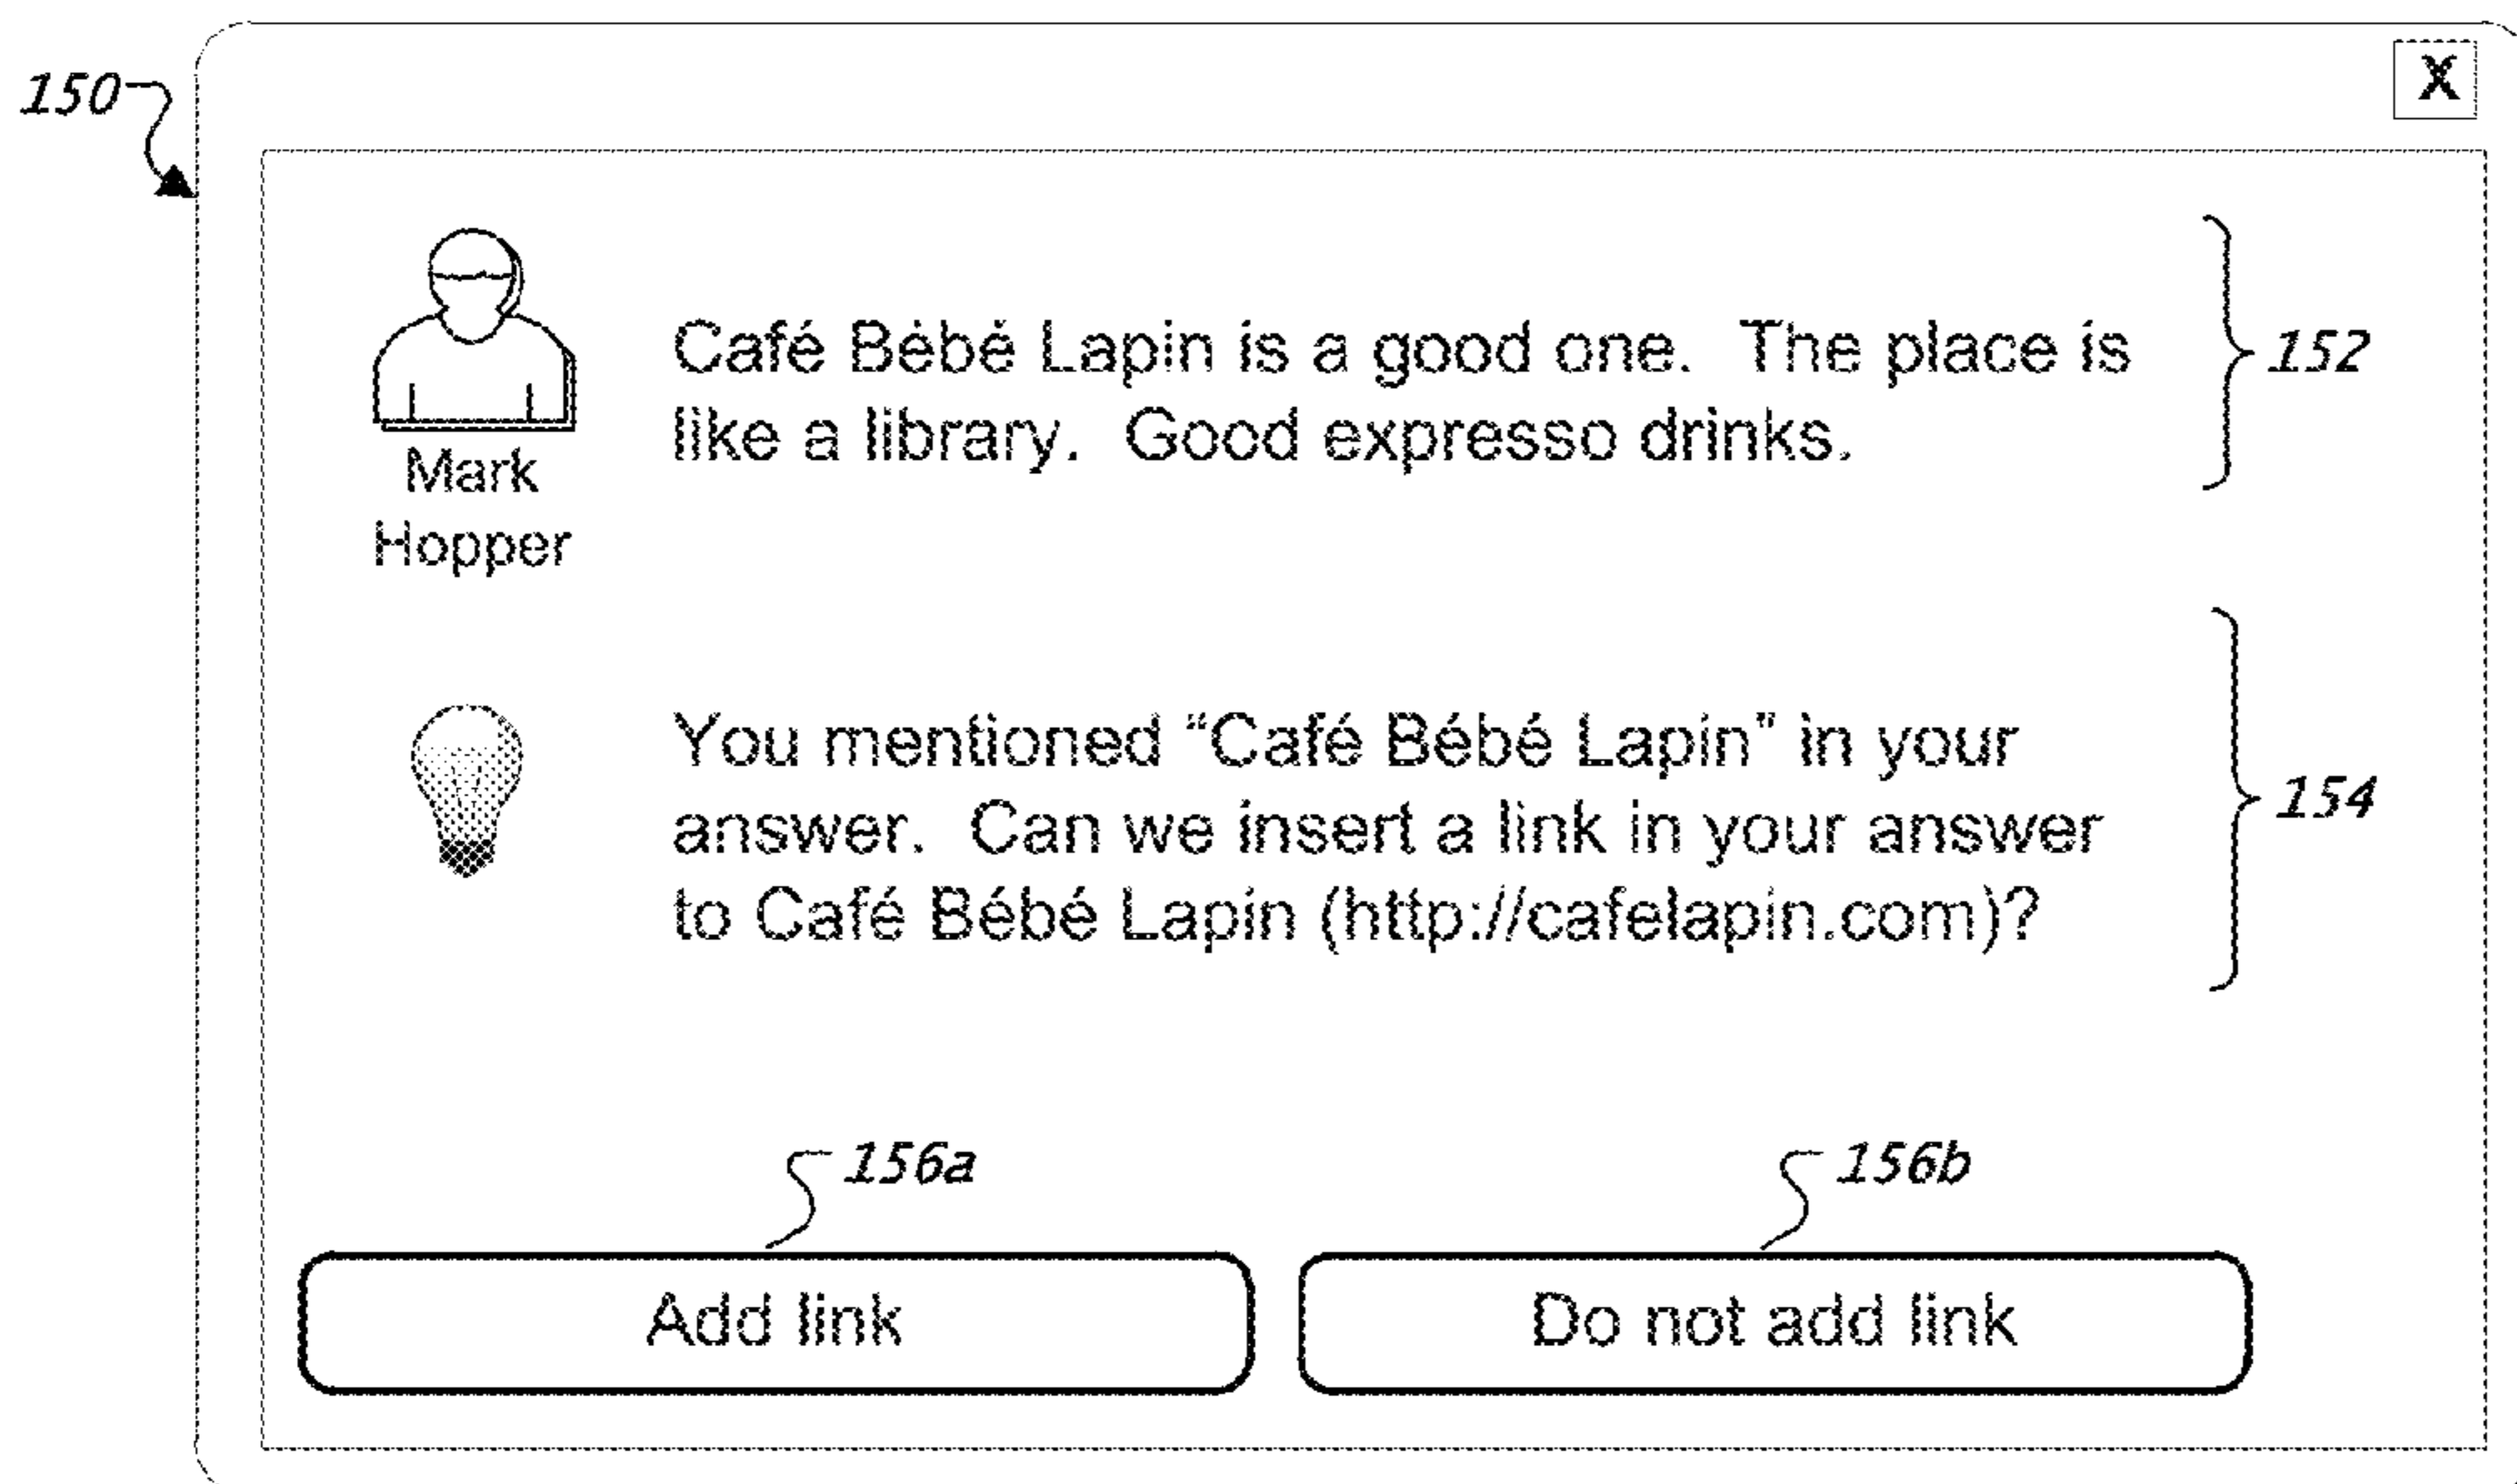 150
X
Café Bébé Lapin is a good one. The place is
like a library. Good expresso drinks.
152
Mark
Hopper
You mentioned “Café Bébé Lapin” in your
answer. Can we insert a link in your answer
to Café Bébé Lapin (http://cafelapin.com)?
154
156a
156b
Add link
Do not add link